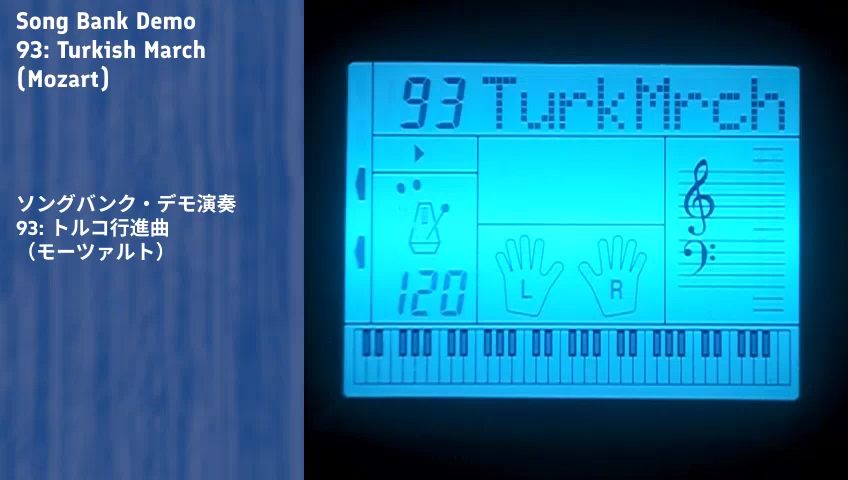 Song Bank Demo
93: Turkish March
(Mozart)
ソングバンク・デモ演奏
93: トルコ行進曲
（モーツァルト）
93 TurkMrch
120
L R